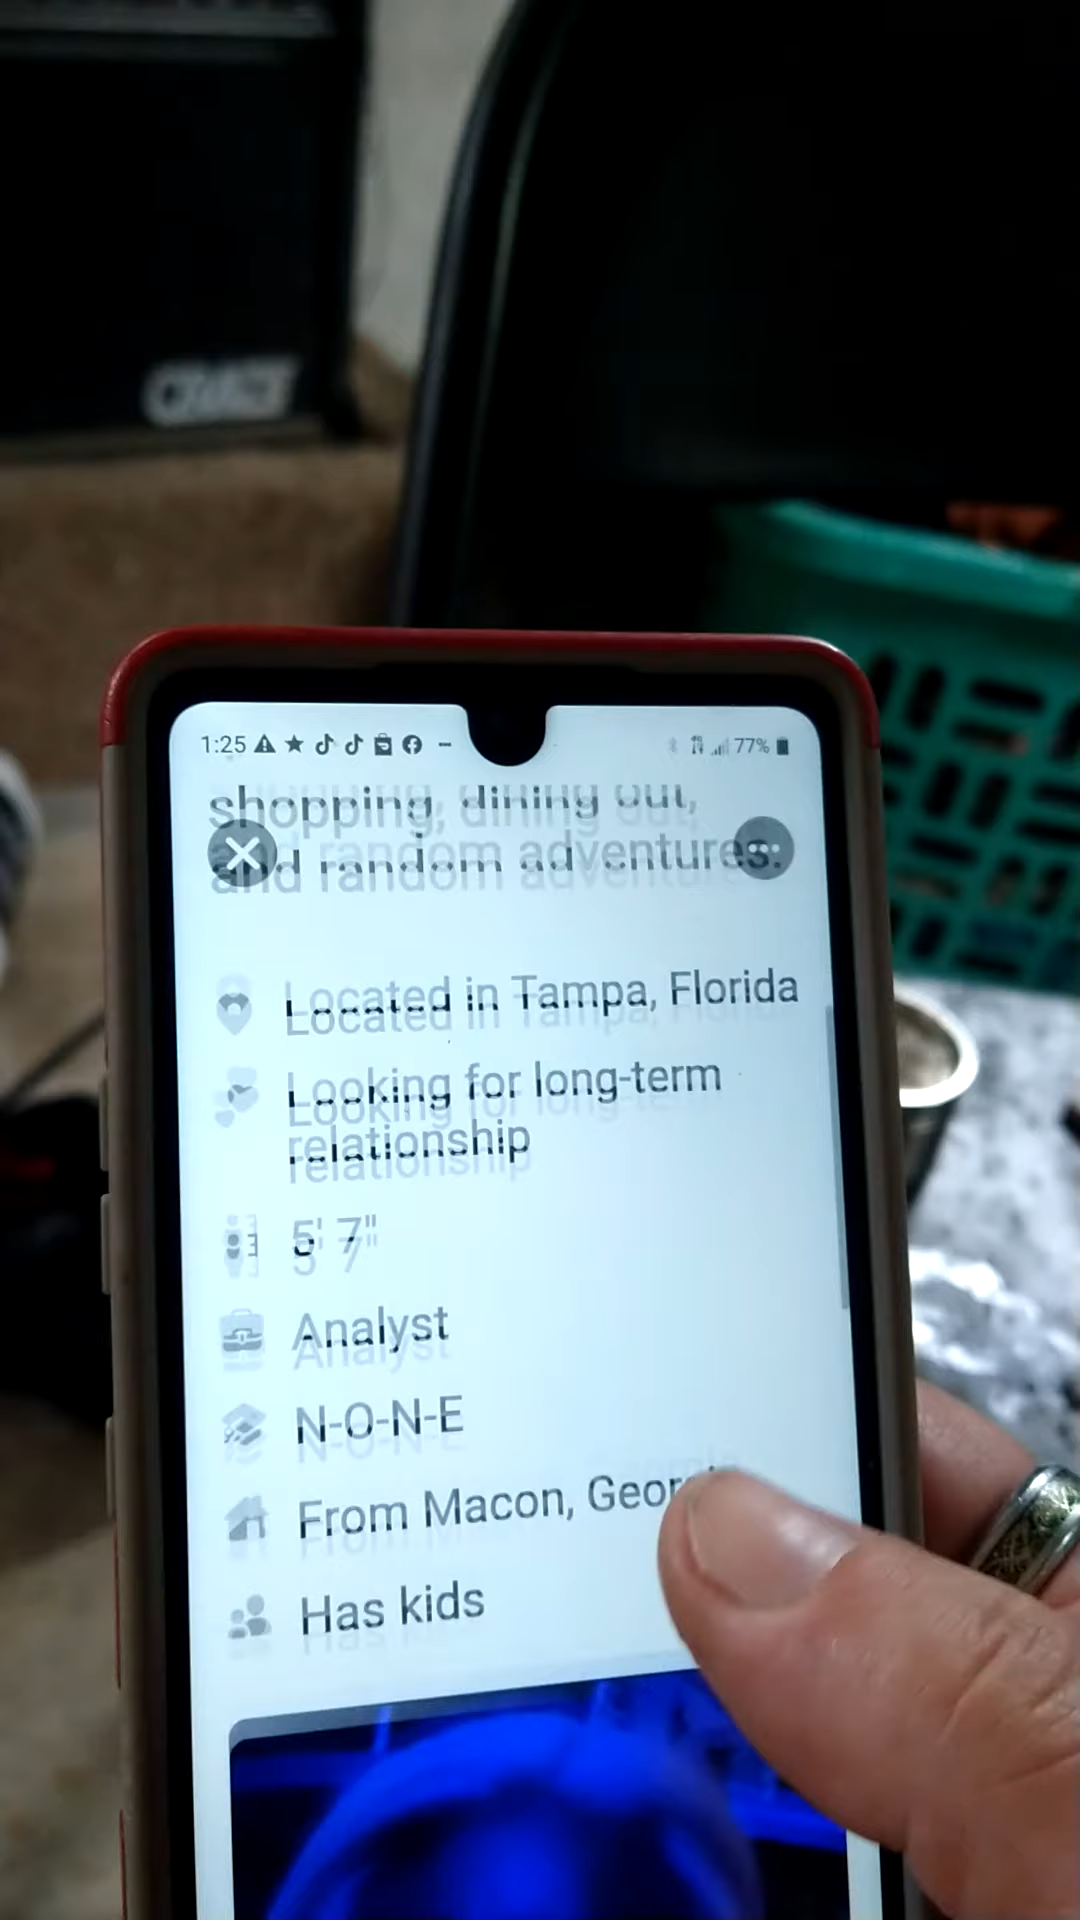 CRATE
1:25
77%
shopping, dining out,
and random adventures.
Located in Tampa, Florida
Looking for long-term
relationship
5' 7"
Analyst
N-O-N-E
From Macon,
Has kids